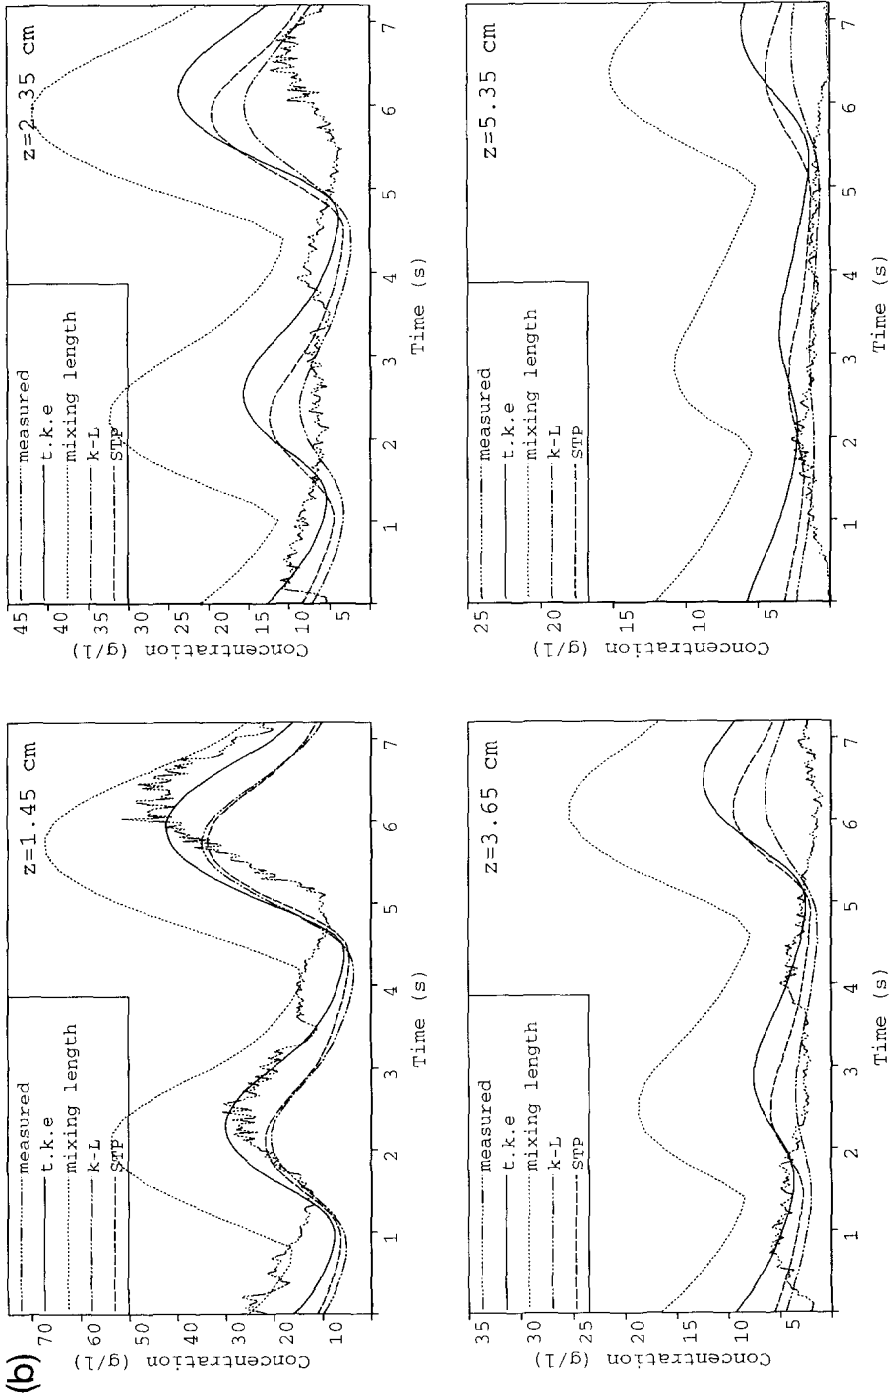 (b)
z=1.45 cm
measured
t.k.e
mixing length
k-L
STP
Concentration (g/l)
10 20 30 40 50 60 70
1 2 3 4 5 6 7
Time (s)
z=2.35 cm
measured
t.k.e
mixing length
k-L
STP
Concentration (g/l)
5 10 15 20 25 30 35 40 45
1 2 3 4 5 6 7
Time (s)
z=3.65 cm
measured
t.k.e
mixing length
k-L
STP
Concentration (g/l)
0 5 10 15 20 25 30 35
1 2 3 4 5 6 7
Time (s)
z=5.35 cm
measured
t.k.e
mixing length
k-L
STP
Concentration (g/l)
0 5 10 15 20 25
1 2 3 4 5 6 7
Time (s)